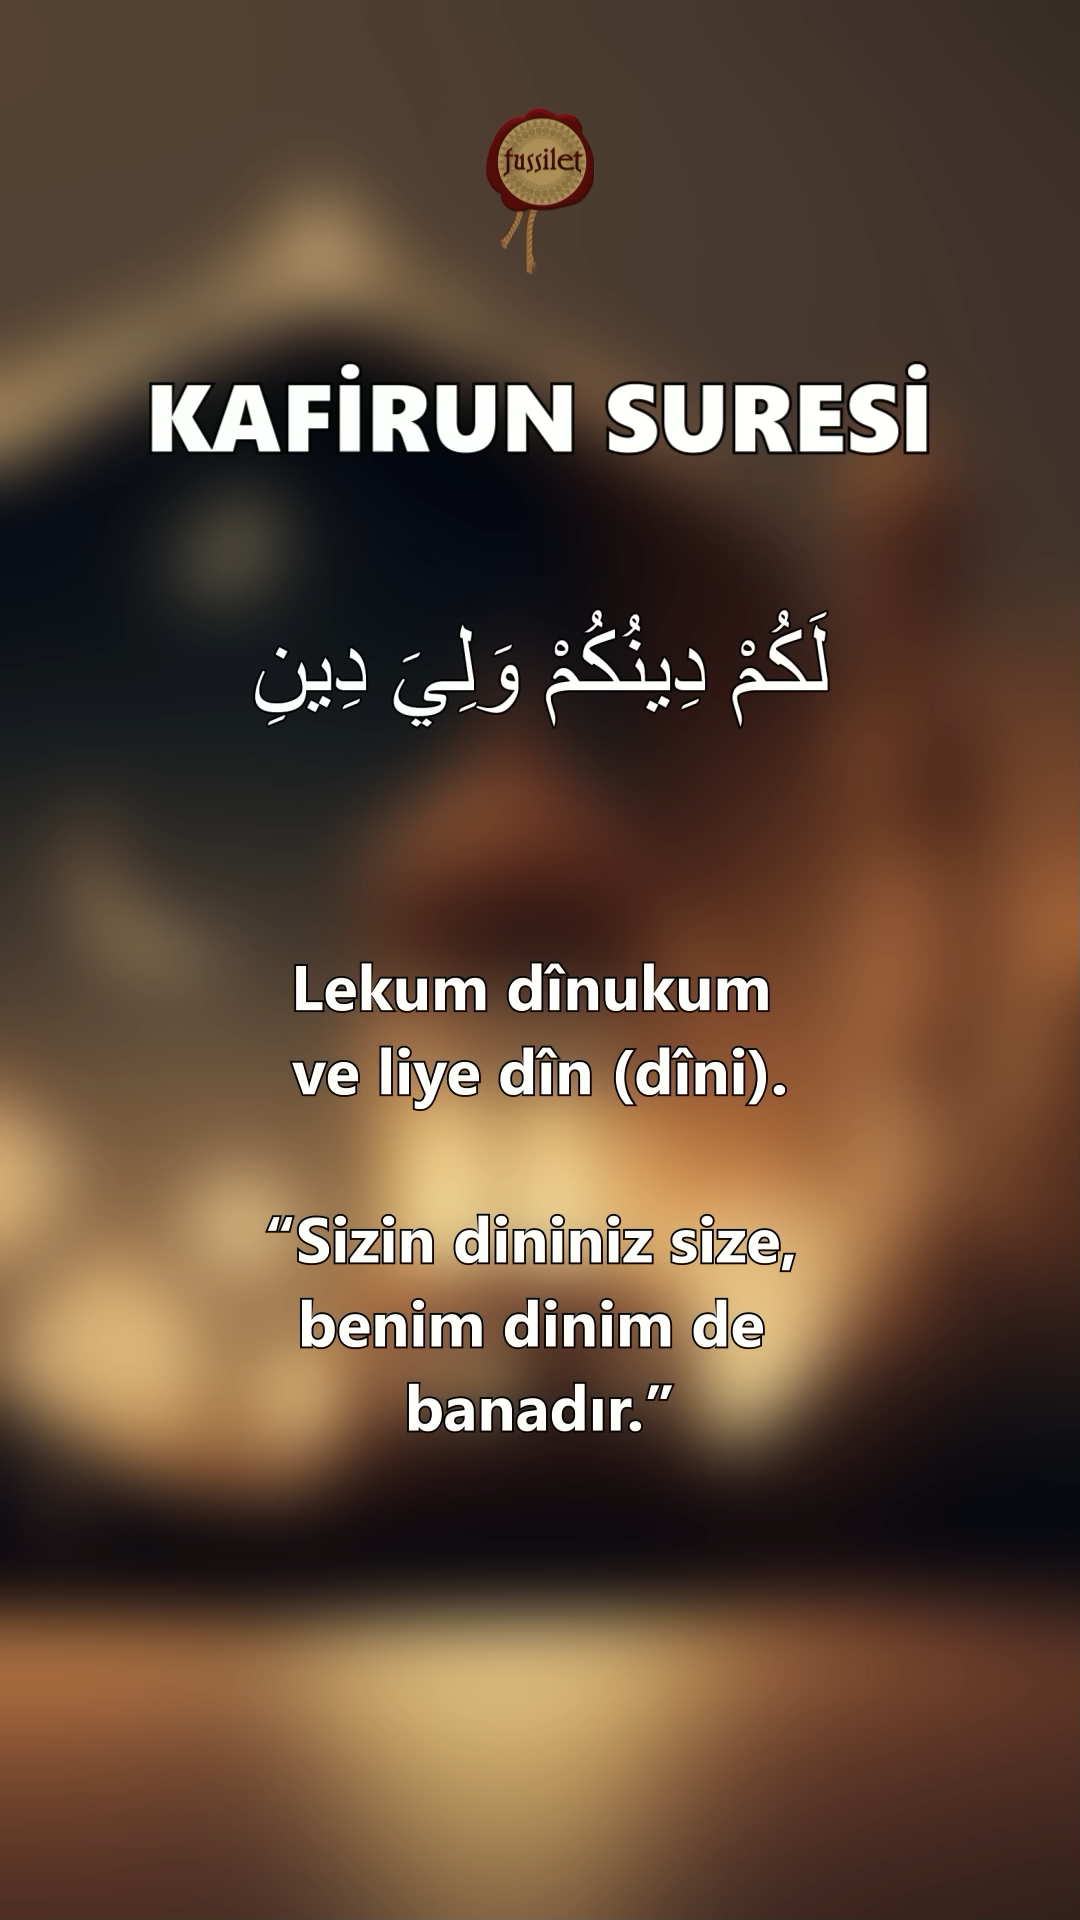 fussilet
KAFİRUN SURESİ
لَكُمْ دِينُكُمْ وَلِيَ دِينِ
Lekum dînukum
ve liye dîn (dîni).
“Sizin dininiz size,
benim dinim de
banadır.”